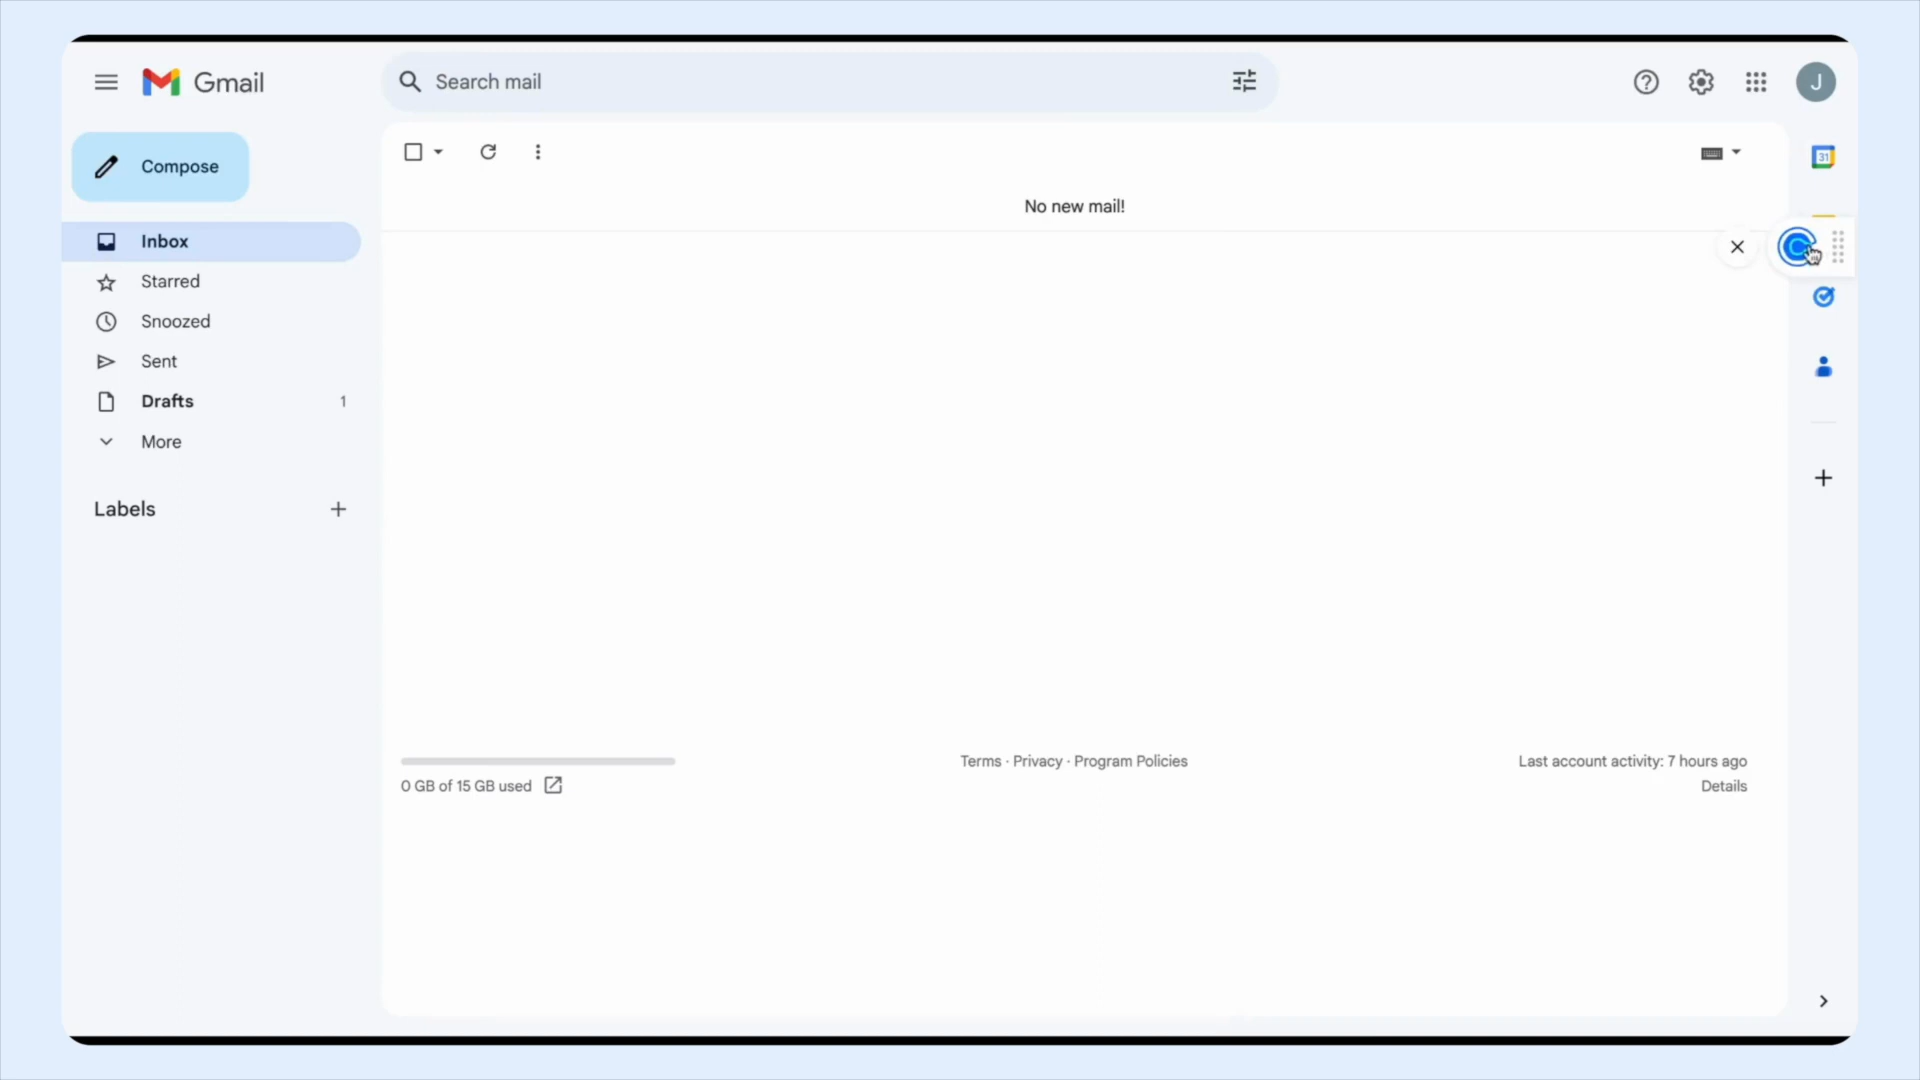 Gmail
Search mail
J
Compose
31
No new mail!
Inbox
Starred
Snoozed
Sent
Drafts 1
More
Labels
Terms · Privacy · Program Policies
Last account activity: 7 hours ago
0 GB of 15 GB used
Details